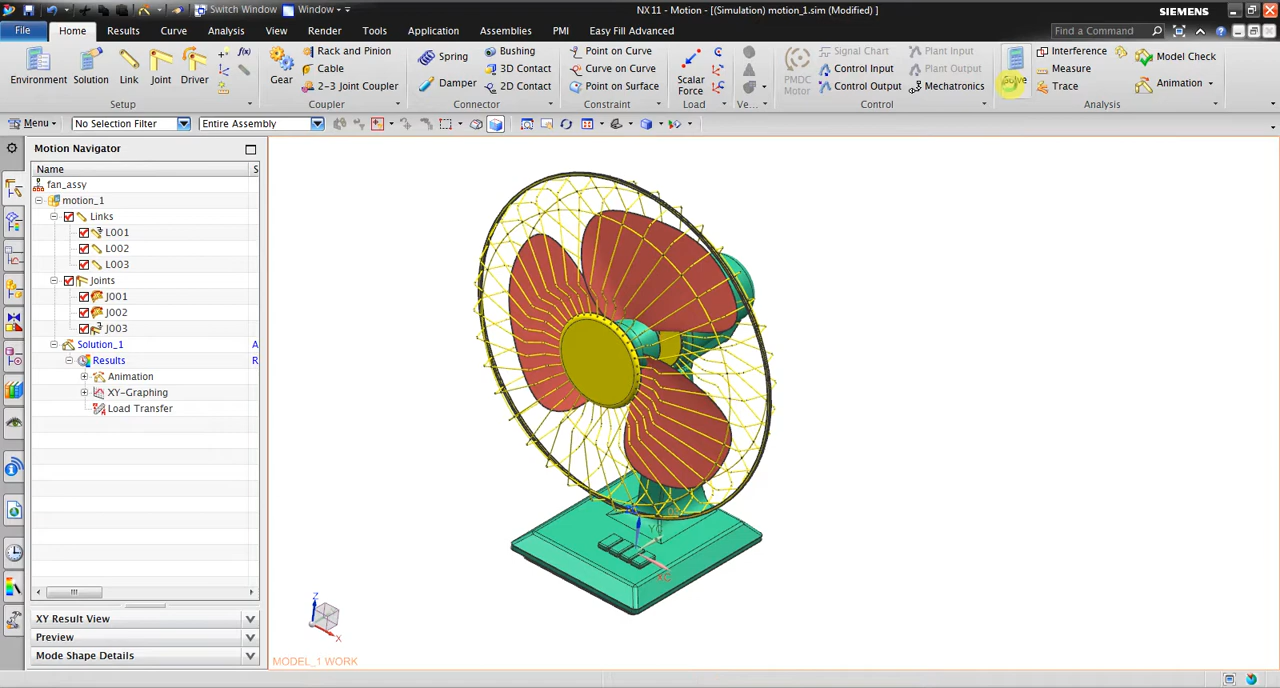 Switch Window Window NX 11 - Motion - [(Simulation) motion_1.sim (Modified) ] SIEMENS
File Home Results Curve Analysis View Render Tools Application Assemblies PMI Easy Fill Advanced Find a Command
Environment Solution Link Joint Driver f(x) Gear Rack and Pinion Spring Bushing Point on Curve Scalar Force PMDC Motor Signal Chart Plant Input Solve Interference Model Check
Cable 3D Contact Curve on Curve Control Input Plant Output Measure
2-3 Joint Coupler Damper 2D Contact Point on Surface Control Output Mechatronics Trace Animation
Setup Coupler Connector Constraint Load Ve... Control Analysis
Menu No Selection Filter Entire Assembly
Motion Navigator
Name S
fan_assy
motion_1
Links
L001
L002
L003
Joints
J001
J002
J003
Solution_1 A
Results R
Animation
XY-Graphing
Load Transfer
YC
XC
Z
X
XY Result View
Preview
Mode Shape Details
MODEL_1 WORK